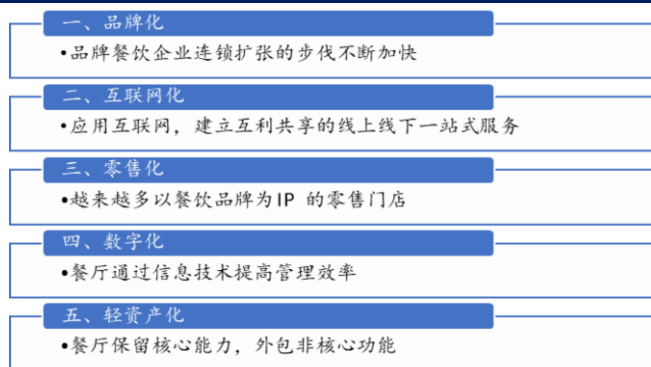 一、品牌化
•品牌餐饮企业连锁扩张的步伐不断加快
二、互联网化
•应用互联网，建立互利共享的线上线下一站式服务
三、零售化
•越来越多以餐饮品牌为IP 的零售门店
四、数字化
•餐厅通过信息技术提高管理效率
五、轻资产化
•餐厅保留核心能力，外包非核心功能